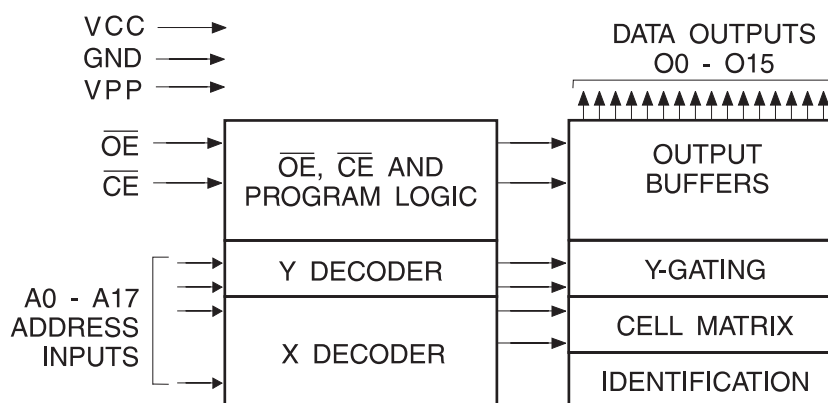 VCC
GND
VPP
OE
CE
A0 - A17
ADDRESS
INPUTS
OE, CE AND
PROGRAM LOGIC
Y DECODER
X DECODER
DATA OUTPUTS
O0 - O15
OUTPUT
BUFFERS
Y-GATING
CELL MATRIX
IDENTIFICATION